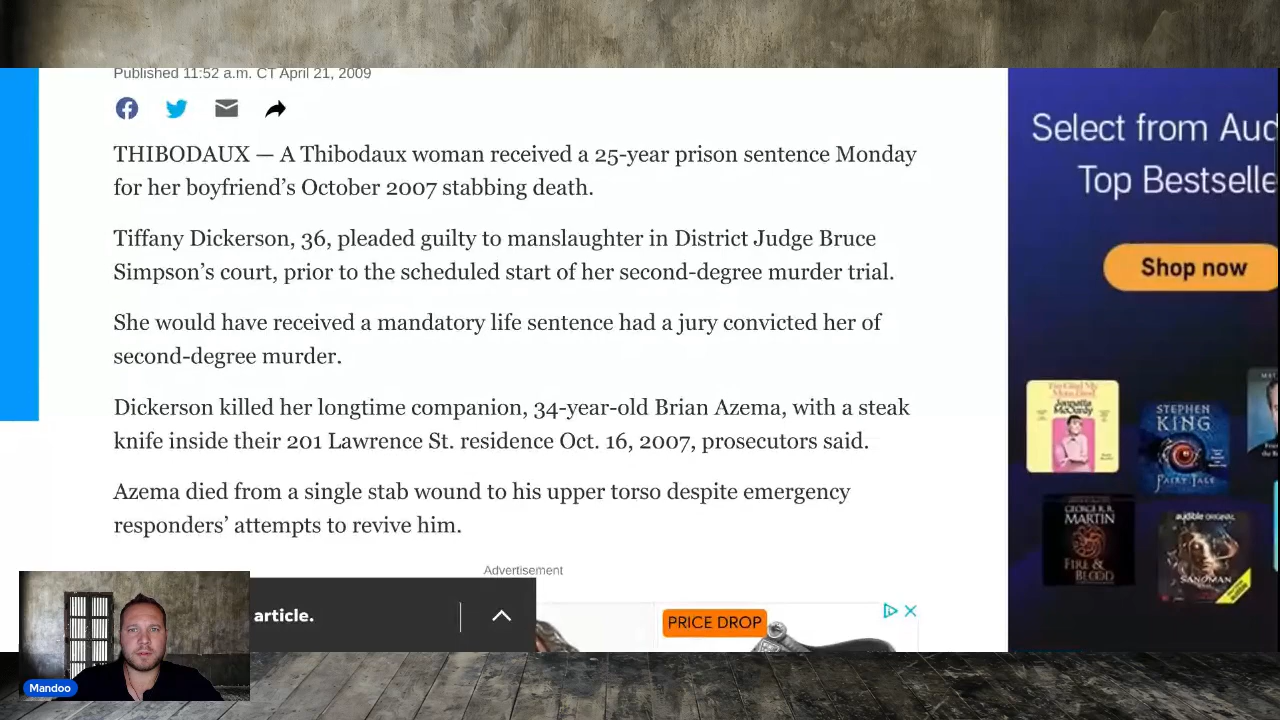 Published 11:52 a.m. CT April 21, 2009
THIBODAUX — A Thibodaux woman received a 25-year prison sentence Monday
for her boyfriend’s October 2007 stabbing death.
Tiffany Dickerson, 36, pleaded guilty to manslaughter in District Judge Bruce
Simpson’s court, prior to the scheduled start of her second-degree murder trial.
She would have received a mandatory life sentence had a jury convicted her of
second-degree murder.
Dickerson killed her longtime companion, 34-year-old Brian Azema, with a steak
knife inside their 201 Lawrence St. residence Oct. 16, 2007, prosecutors said.
Azema died from a single stab wound to his upper torso despite emergency
responders’ attempts to revive him.
Advertisement
article.
PRICE DROP
Mandoo
Select from Aud
Top Bestselle
Shop now
STEPHEN
KING
FAIRY TALE
GEORGE R.R.
MARTIN
FIRE &
BLOOD
audible ORIGINAL
SANDMAN